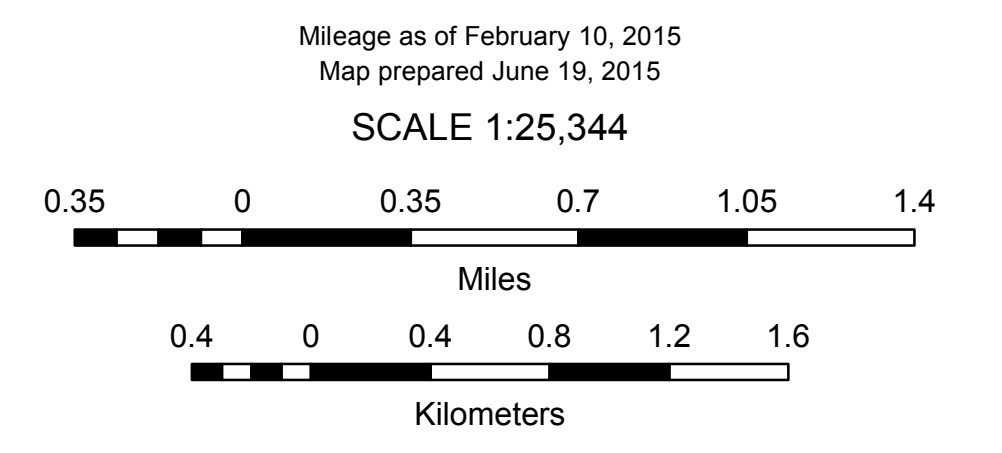 Mileage as of February 10, 2015
Map prepared June 19, 2015
SCALE 1:25,344
0.35 0 0.35 0.7 1.05 1.4
Miles
0.4 0 0.4 0.8 1.2 1.6
Kilometers